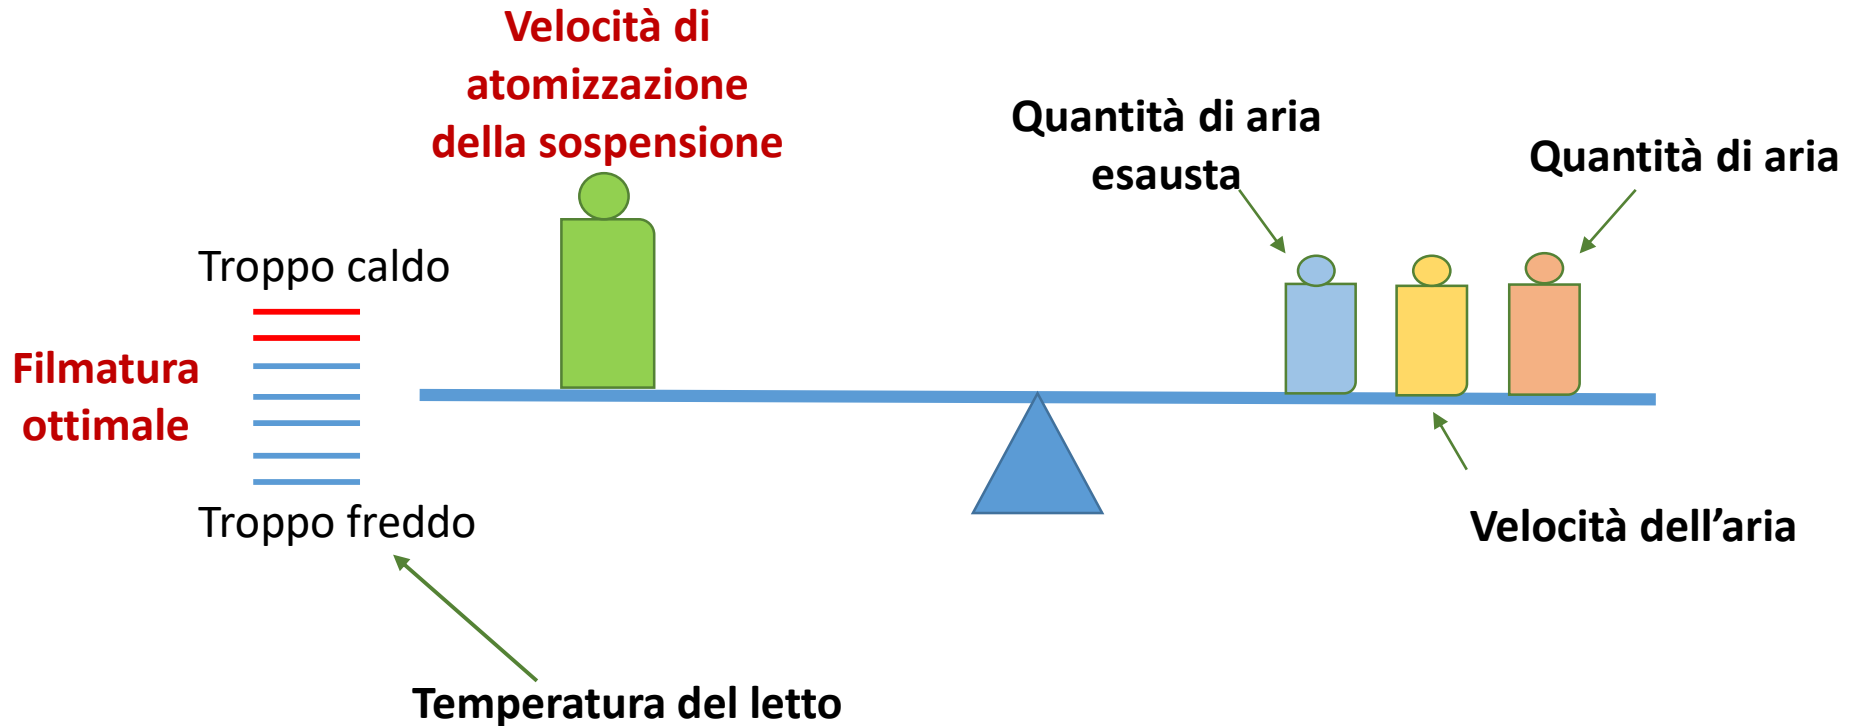 Velocità di
atomizzazione
della sospensione
Quantità di aria
esausta
Quantità di aria
Troppo caldo
Filmatura
ottimale
Troppo freddo
Velocità dell’aria
Temperatura del letto